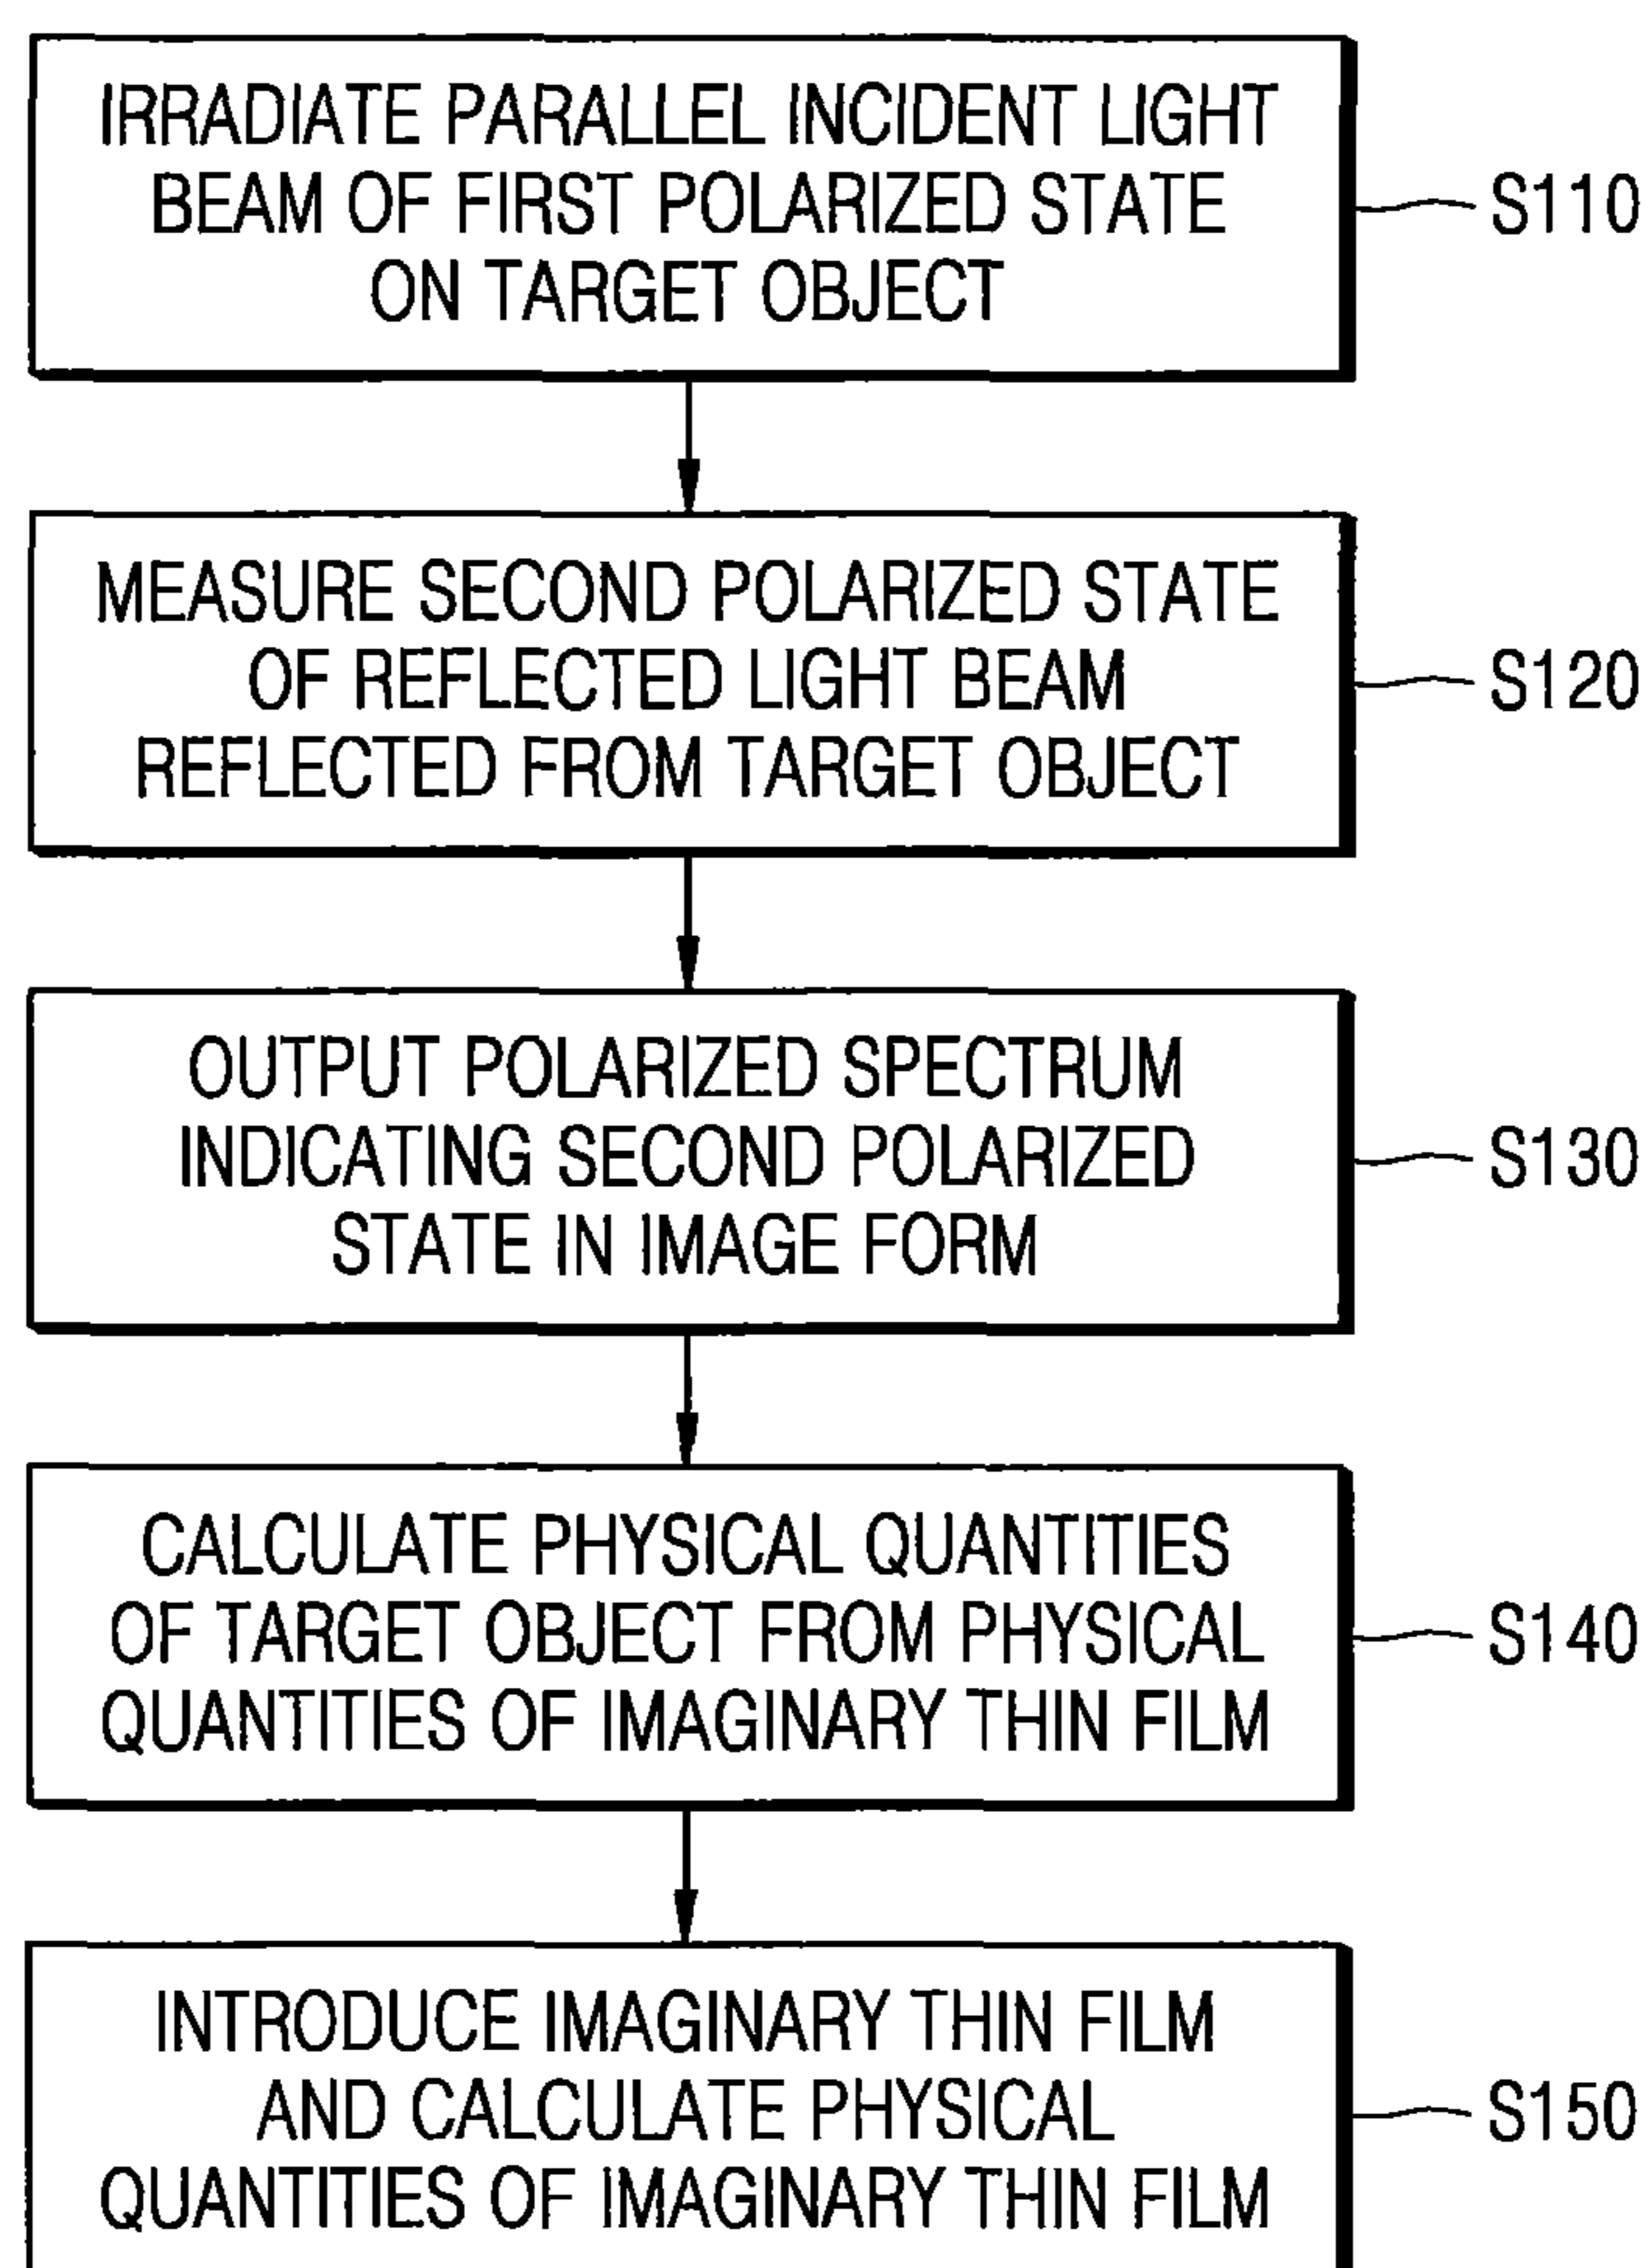 IRRADIATE PARALLEL INCIDENT LIGHT
BEAM OF FIRST POLARIZED STATE
ON TARGET OBJECT
S110
MEASURE SECOND POLARIZED STATE
OF REFLECTED LIGHT BEAM
REFLECTED FROM TARGET OBJECT
S120
OUTPUT POLARIZED SPECTRUM
INDICATING SECOND POLARIZED
STATE IN IMAGE FORM
S130
CALCULATE PHYSICAL QUANTITIES
OF TARGET OBJECT FROM PHYSICAL
QUANTITIES OF IMAGINARY THIN FILM
S140
INTRODUCE IMAGINARY THIN FILM
AND CALCULATE PHYSICAL
QUANTITIES OF IMAGINARY THIN FILM
S150